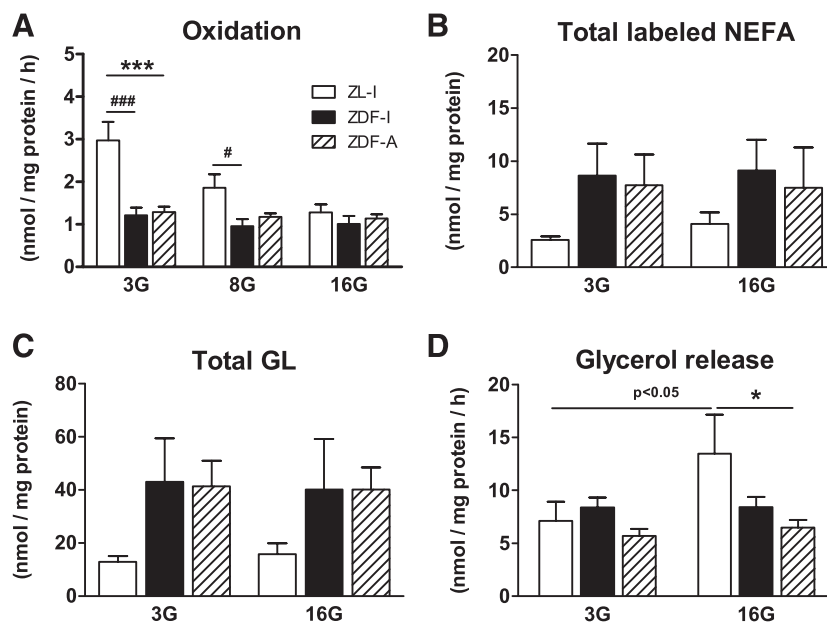 A
Oxidation
(nmol / mg protein / h)
5
4
3
2
1
0
***
###
#
ZL-I
ZDF-I
ZDF-A
3G
8G
16G
B
Total labeled NEFA
(nmol / mg protein)
20
15
10
5
0
3G
16G
C
Total GL
(nmol / mg protein)
80
60
40
20
0
3G
16G
D
Glycerol release
(nmol / mg protein / h)
20
15
10
5
0
p<0.05
*
3G
16G